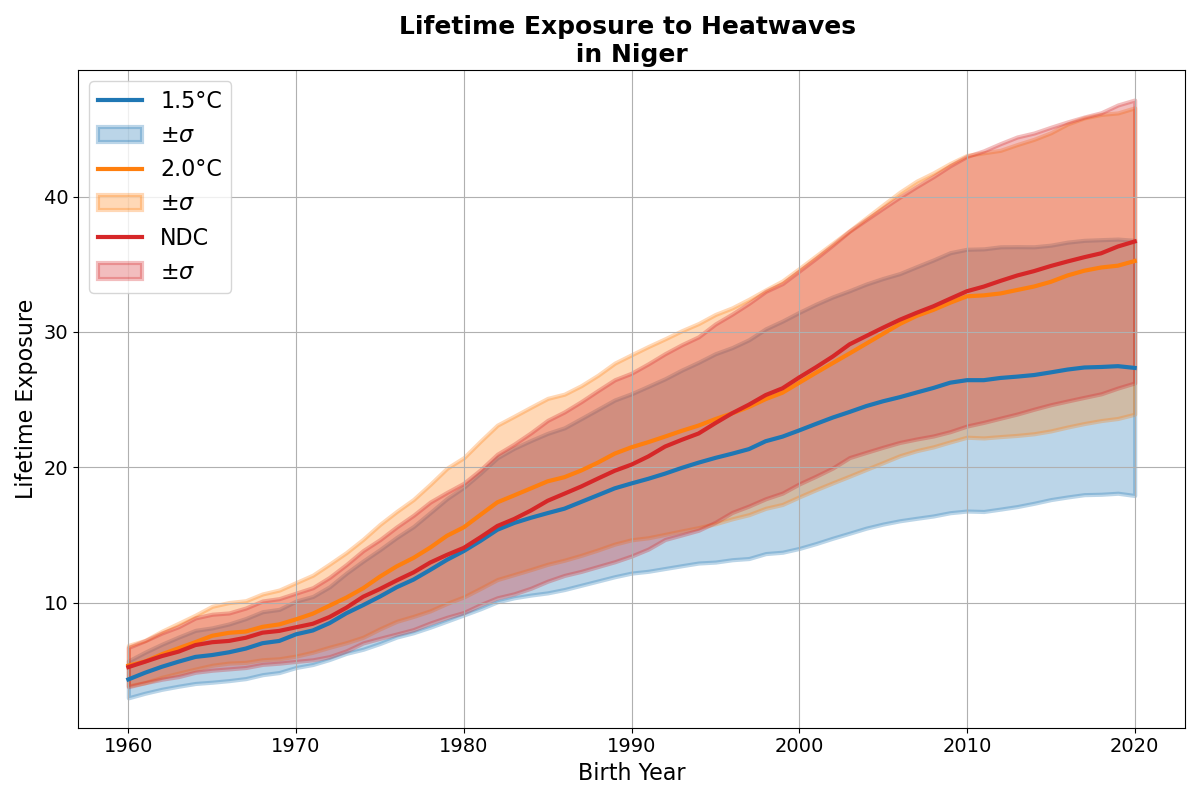 Lifetime Exposure to Heatwaves
in Niger
1.5°C
±σ
2.0°C
±σ
NDC
±σ
Lifetime Exposure
40
30
20
10
1960
1970
1980
1990
2000
2010
2020
Birth Year